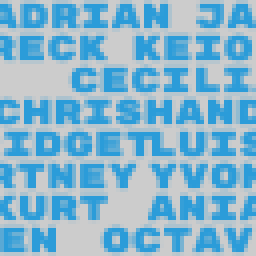 ADRIAN JA
RECK KEIO
CECILI
CHRISHAND
IDGETLUIS
RTNEY YVON
KURT ANIA
EN OCTAV